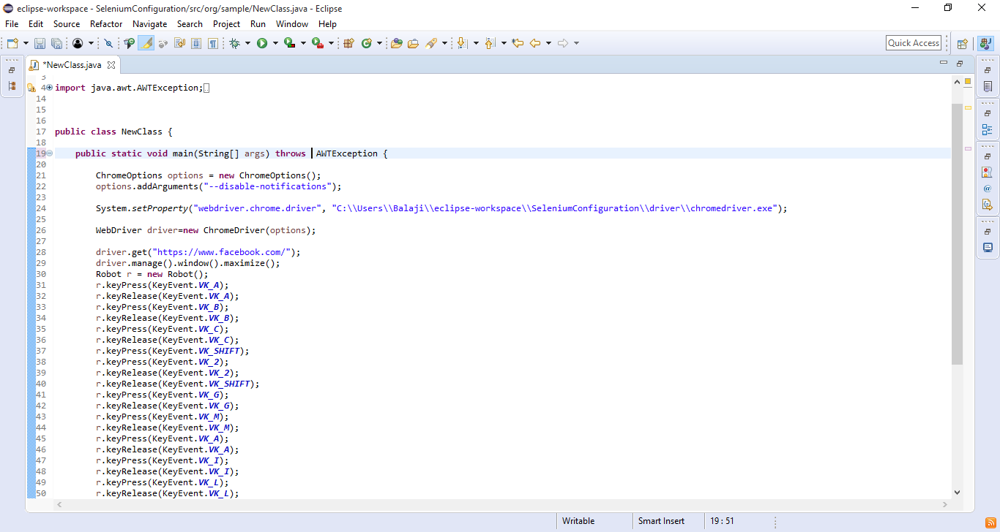 eclipse-workspace - SeleniumConfiguration/src/org/sample/NewClass.java - Eclipse
File Edit Source Refactor Navigate Search Project Run Window Help
Quick Access
*NewClass.java
3
4 import java.awt.AWTException;
14
15
16
17 public class NewClass {
18
19 public static void main(String[] args) throws AWTException {
20
21 ChromeOptions options = new ChromeOptions();
22 options.addArguments("--disable-notifications");
23
24 System.setProperty("webdriver.chrome.driver", "C:\\Users\\Balaji\\eclipse-workspace\\SeleniumConfiguration\\driver\\chromedriver.exe");
25
26 WebDriver driver=new ChromeDriver(options);
27
28 driver.get("https://www.facebook.com/");
29 driver.manage().window().maximize();
30 Robot r = new Robot();
31 r.keyPress(KeyEvent.VK_A);
32 r.keyRelease(KeyEvent.VK_A);
33 r.keyPress(KeyEvent.VK_B);
34 r.keyRelease(KeyEvent.VK_B);
35 r.keyPress(KeyEvent.VK_C);
36 r.keyRelease(KeyEvent.VK_C);
37 r.keyPress(KeyEvent.VK_SHIFT);
38 r.keyPress(KeyEvent.VK_2);
39 r.keyRelease(KeyEvent.VK_2);
40 r.keyRelease(KeyEvent.VK_SHIFT);
41 r.keyPress(KeyEvent.VK_G);
42 r.keyRelease(KeyEvent.VK_G);
43 r.keyPress(KeyEvent.VK_M);
44 r.keyRelease(KeyEvent.VK_M);
45 r.keyPress(KeyEvent.VK_A);
46 r.keyRelease(KeyEvent.VK_A);
47 r.keyPress(KeyEvent.VK_I);
48 r.keyRelease(KeyEvent.VK_I);
49 r.keyPress(KeyEvent.VK_L);
50 r.keyRelease(KeyEvent.VK_L);
Writable Smart Insert 19 : 51